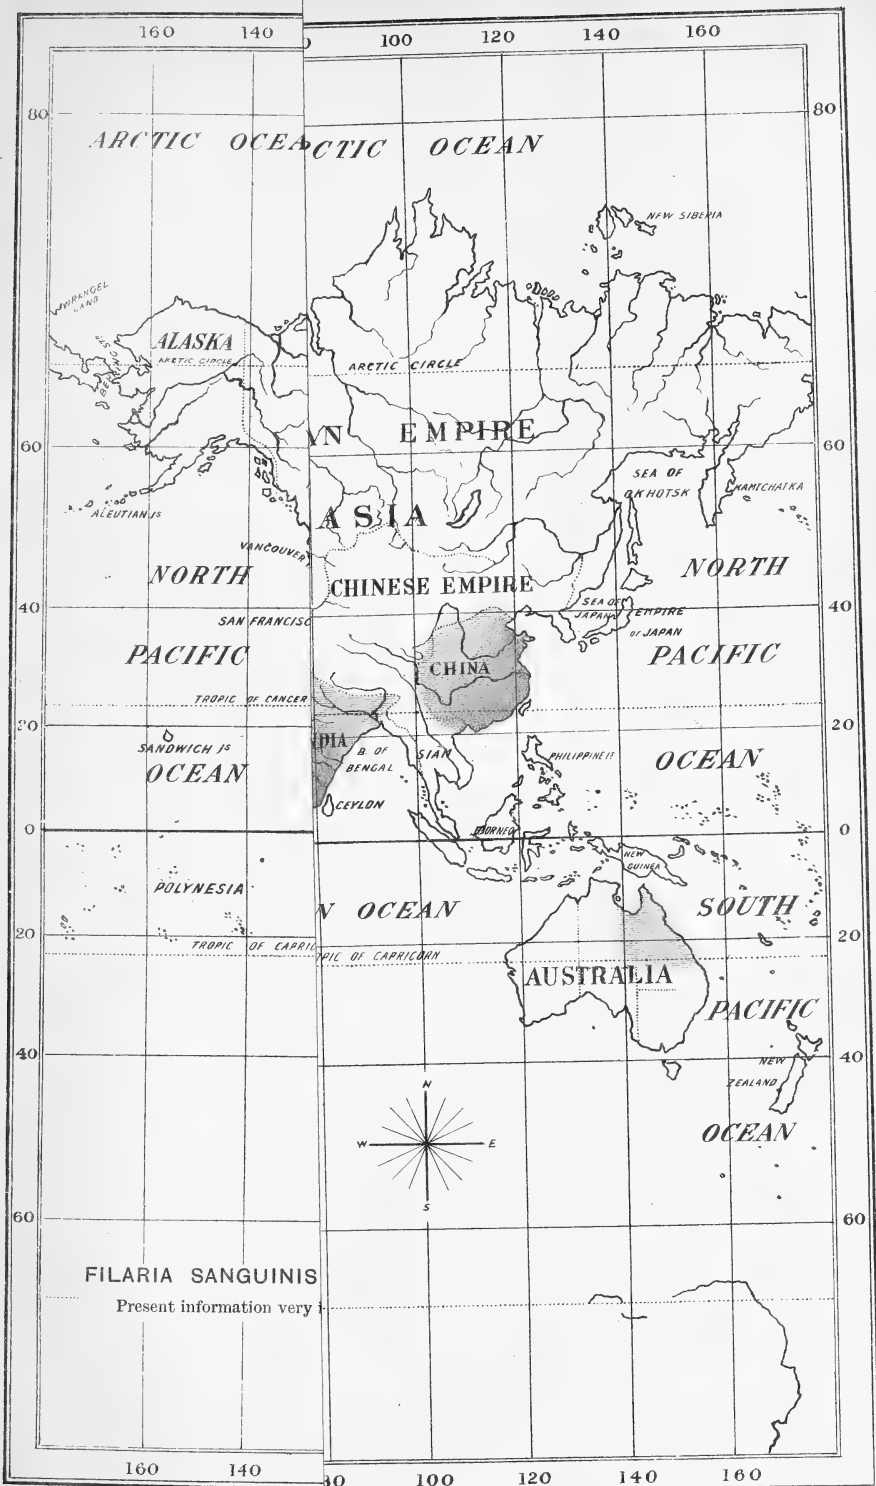 160 140
100 120 140 160
80 80
ARCTIC OCEA
CTIC OCEAN
NEW SIBERIA
WRANGEL
LAND
ALASKA
ARCTIC CIRCLE
ARCTIC CIRCLE
EMPIRE
60 60
SEA OF
OKHOTSK
KAMTCHATKA
ALEUTIAN IS
ASIA
VANCOUVER
NORTH
NORTH
CHINESE EMPIRE
40 40
SAN FRANCISC
SEA OF
JAPAN
EMPIRE
OF JAPAN
PACIFIC
PACIFIC
CHINA
TROPIC OF CANCER
20 20
SANDWICH IS
DIA
B. OF
BENGAL
SIAM
PHILIPPINE IS
OCEAN
OCEAN
CEYLON
0 0
BORNEO
NEW
GUINEA
POLYNESIA
N OCEAN
SOUTH
20 20
TROPIC OF CAPRIC
PIC OF CAPRICORN
AUSTRALIA
PACIFIC
40 40
NEW
ZEALAND
N
W E
S
OCEAN
60 60
FILARIA SANGUINIS
Present information very i
160 140
80 100 120 140 160